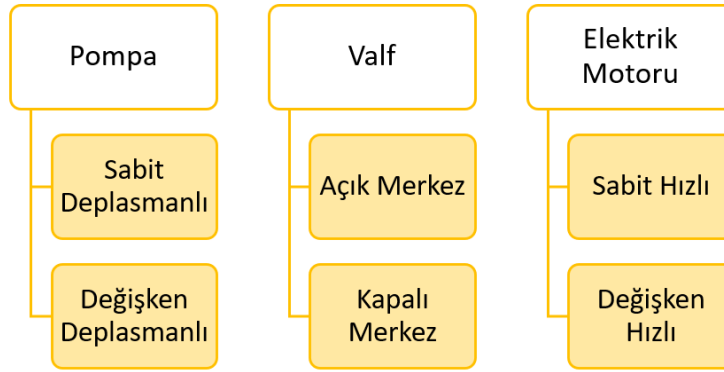 Pompa
Sabit
Deplasmanlı
Değişken
Deplasmanlı
Valf
Açık Merkez
Kapalı
Merkez
Elektrik
Motoru
Sabit Hızlı
Değişken
Hızlı